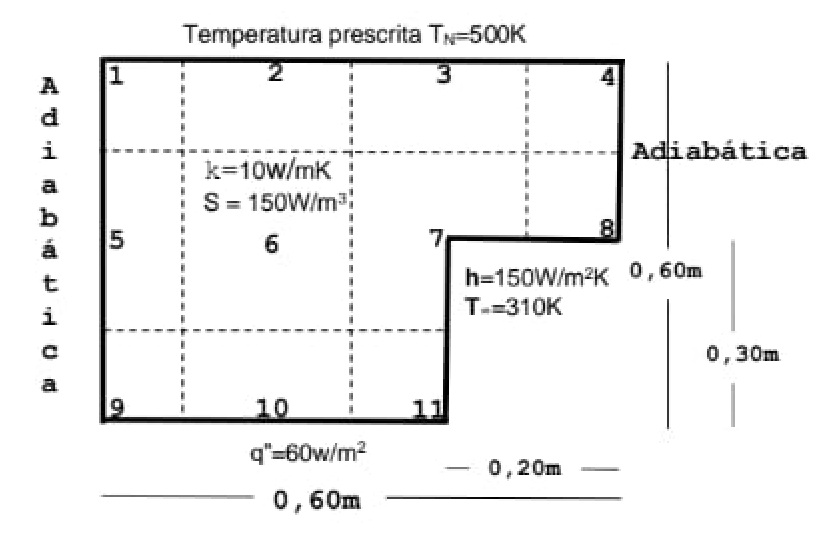 Temperatura prescrita T_N=500K
1 2 3 4
Adiabática
Adiabática
k=10W/mK
S = 150W/m³
5 6 7 8
h=150W/m²K
T∞=310K
0,60m
0,30m
9 10 11
q"=60w/m²
0,20m
0,60m